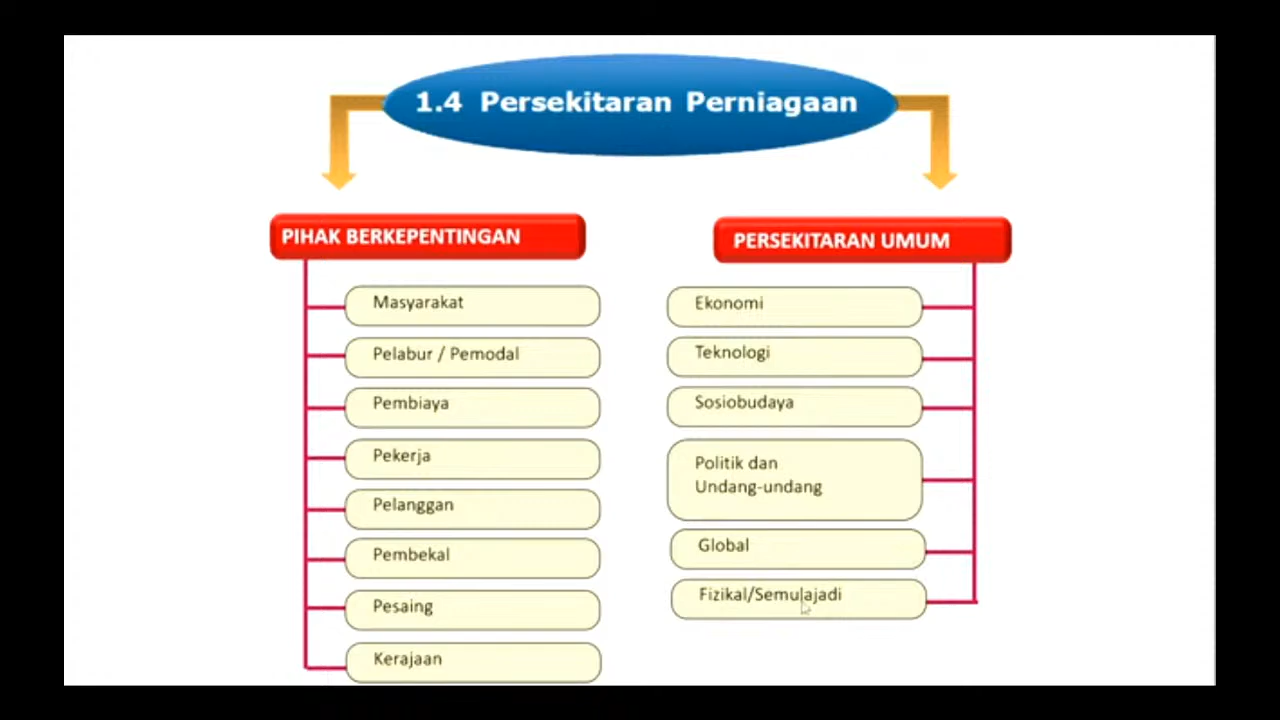 1.4 Persekitaran Perniagaan
PIHAK BERKEPENTINGAN
Masyarakat
Pelabur / Pemodal
Pembiaya
Pekerja
Pelanggan
Pembekal
Pesaing
Kerajaan
PERSEKITARAN UMUM
Ekonomi
Teknologi
Sosiobudaya
Politik dan
Undang-undang
Global
Fizikal/Semulajadi